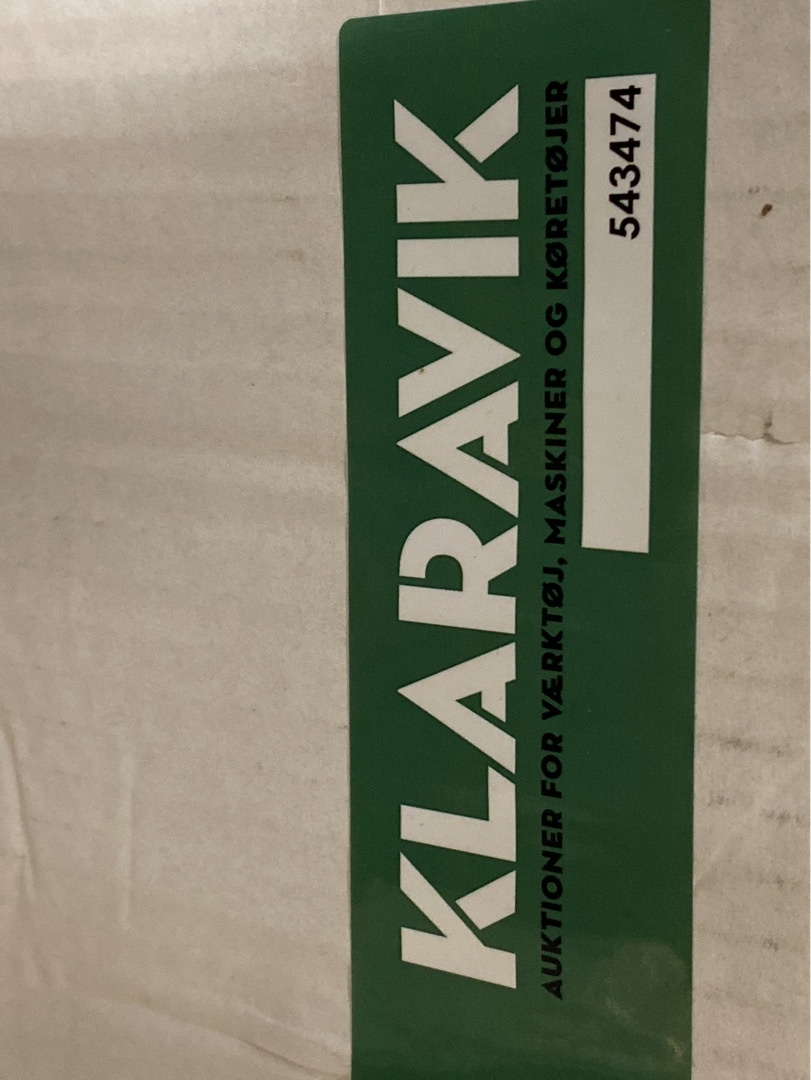 KLARAVIK
AUKTIONER FOR VÆRKTØJ, MASKINER OG KØRETØJER
543474